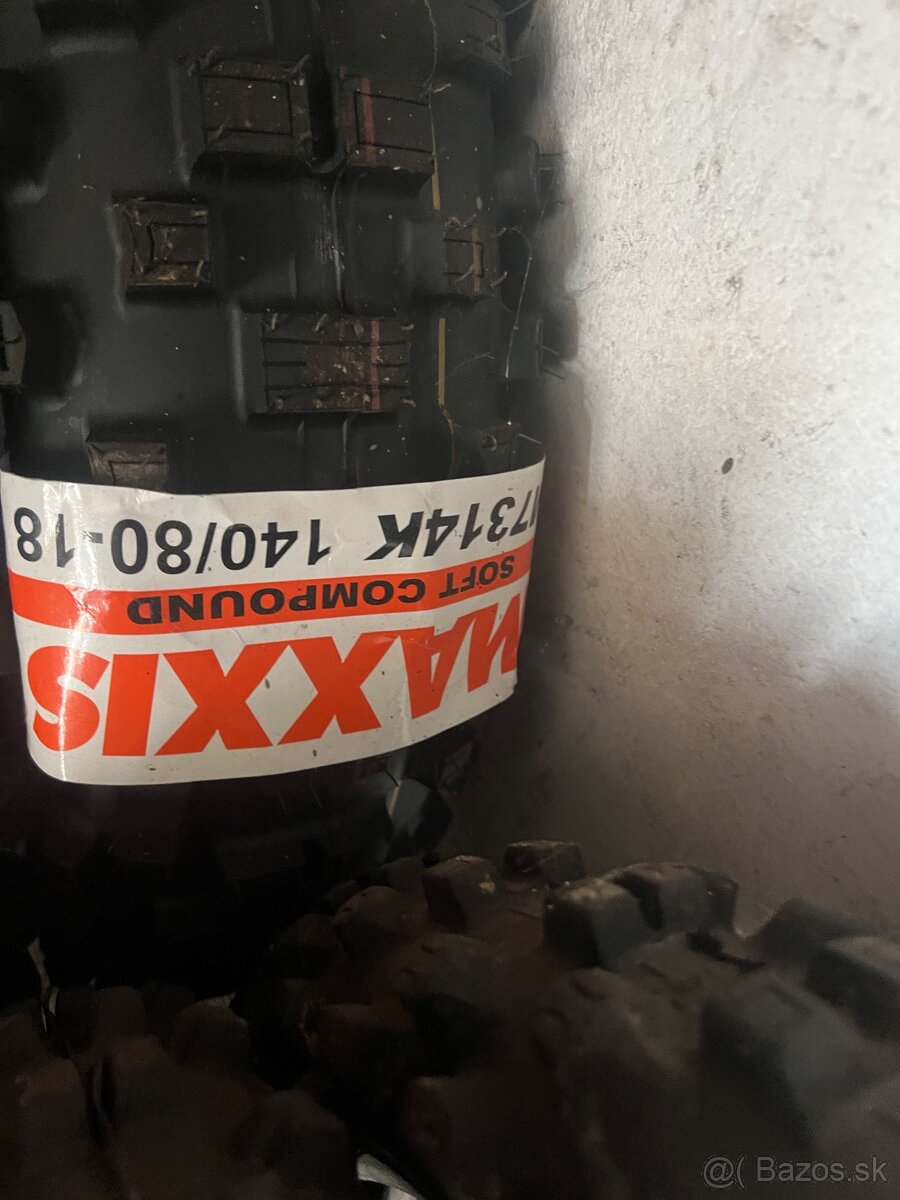 MAXXIS
SOFT COMPOUND
M7314K 140/80-18
@( Bazos.sk